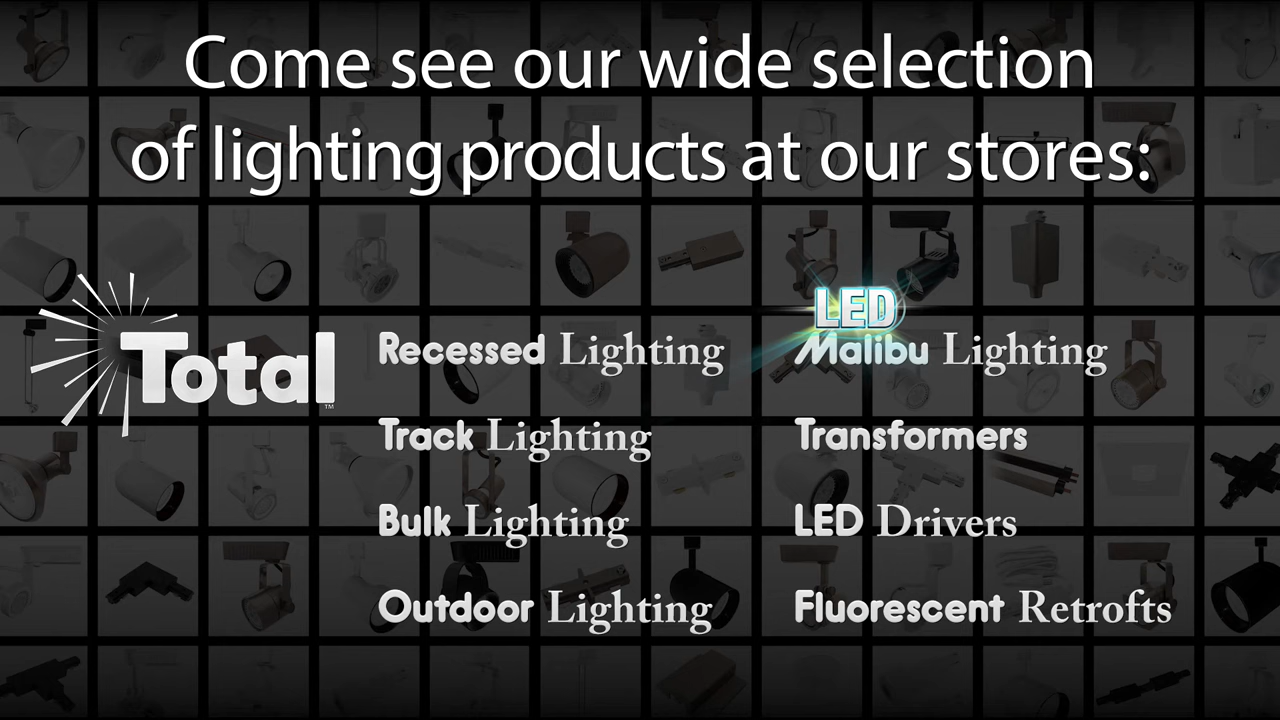 Come see our wide selection
of lighting products at our stores:
Total™
Recessed Lighting
Track Lighting
Bulk Lighting
Outdoor Lighting
LED
Malibu Lighting
Transformers
LED Drivers
Fluorescent Retrofts